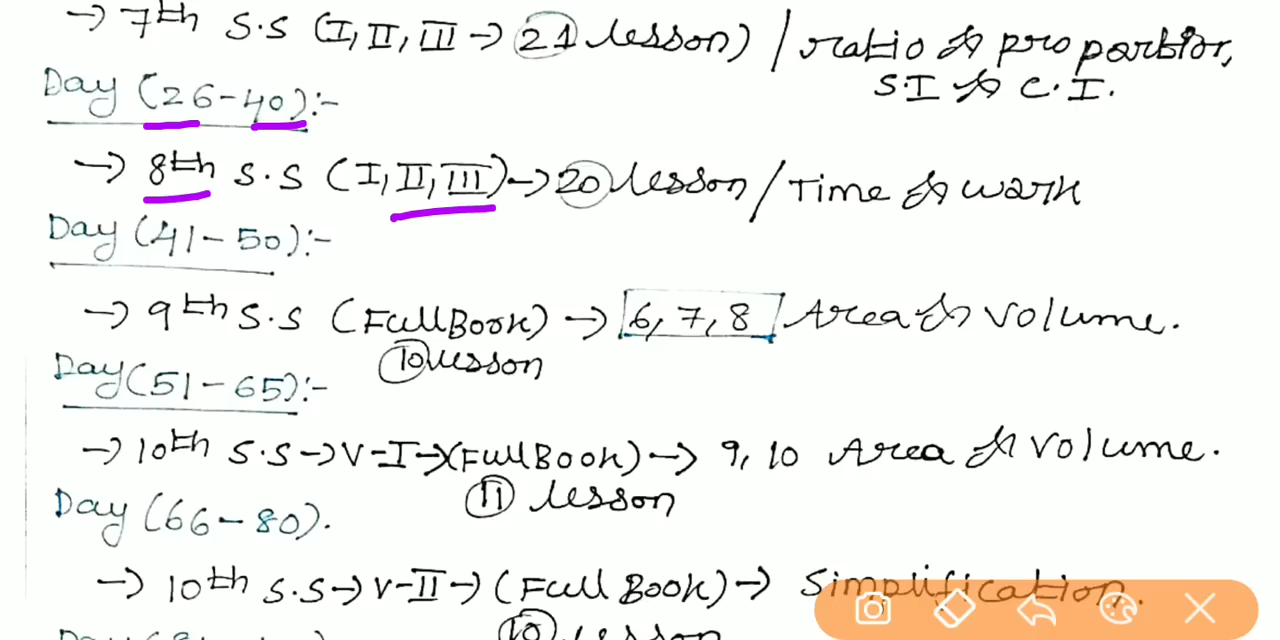 → 7th S.S (I, II, III → 21 lesson) / ratio & proportion,
S.I & C.I.
Day (26-40):-
→ 8th S.S (I, II, III) → 20 lesson / Time & work
Day (41-50):-
→ 9th S.S (Full Book) → 6, 7, 8 Area & Volume.
10 lesson
Day (51-65):-
→ 10th S.S → V-I → (Full Book) → 9, 10 Area & Volume.
11 lesson
Day (66-80).
→ 10th S.S → V-II → (Full Book) → Simplification.
10 lesson